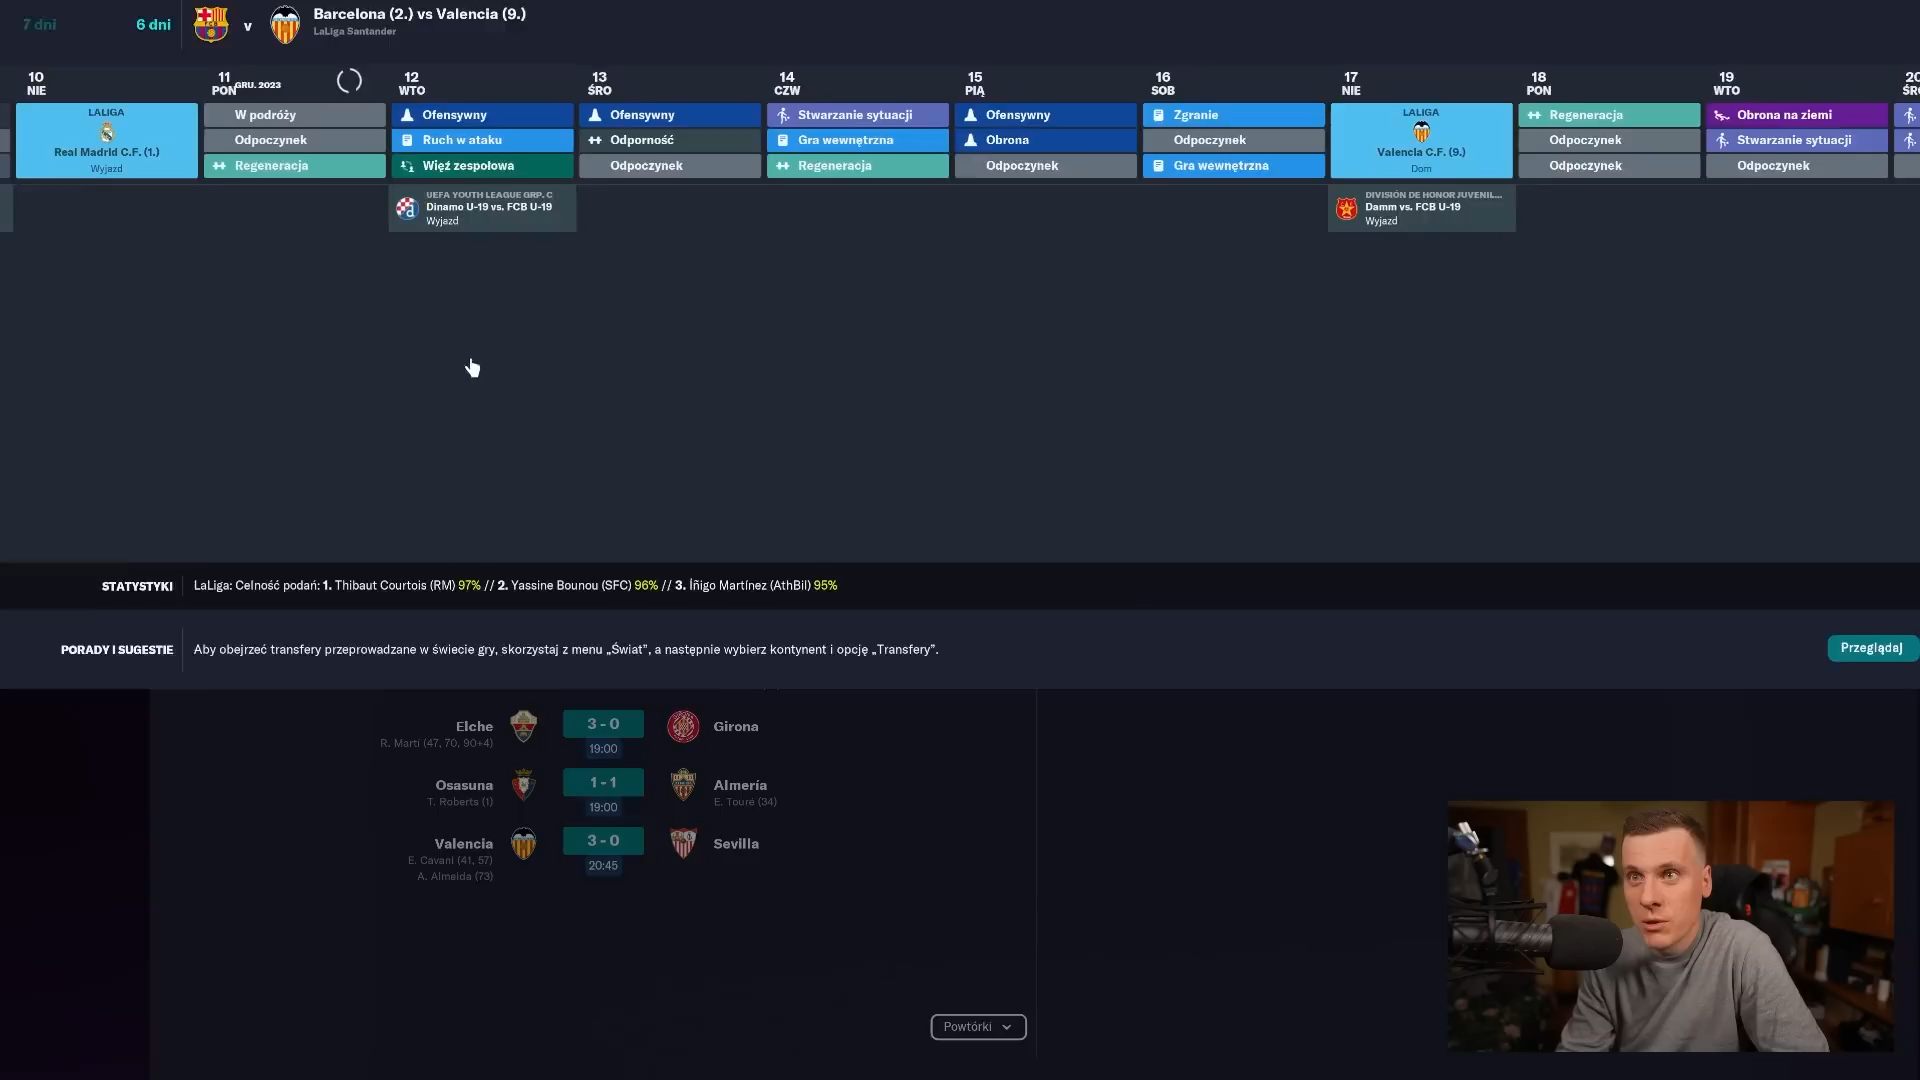 7 dni
6 dni
v
Barcelona (2.) vs Valencia (9.)
LaLiga Santander
10
NIE
11
PON
GRU. 2023
12
WTO
13
ŚRO
14
CZW
15
PIĄ
16
SOB
17
NIE
18
PON
19
WTO
LALIGA
Real Madrid C.F. (1.)
Wyjazd
W podróży
Odpoczynek
Regeneracja
Ofensywny
Ruch w ataku
Więź zespołowa
Ofensywny
Odporność
Odpoczynek
Stwarzanie sytuacji
Gra wewnętrzna
Regeneracja
Ofensywny
Obrona
Odpoczynek
Zgranie
Odpoczynek
Gra wewnętrzna
LALIGA
Valencia C.F. (9.)
Dom
Regeneracja
Odpoczynek
Odpoczynek
Obrona na ziemi
Stwarzanie sytuacji
Odpoczynek
UEFA YOUTH LEAGUE GRP. C
Dinamo U-19 vs. FCB U-19
Wyjazd
DIVISIÓN DE HONOR JUVENIL...
Damm vs. FCB U-19
Wyjazd
STATYSTYKI
LaLiga: Celność podań: 1. Thibaut Courtois (RM) 97% // 2. Yassine Bounou (SFC) 96% // 3. Íñigo Martínez (AthBil) 95%
PORADY I SUGESTIE
Aby obejrzeć transfery przeprowadzane w świecie gry, skorzystaj z menu „Świat”, a następnie wybierz kontynent i opcję „Transfery”.
Przeglądaj
Elche
3 - 0
Girona
R. Martí (47, 70, 90+4)
19:00
Osasuna
1 - 1
Almería
T. Roberts (1)
19:00
E. Touré (34)
Valencia
3 - 0
Sevilla
E. Cavani (41, 57)
20:45
A. Almeida (73)
Powtórki